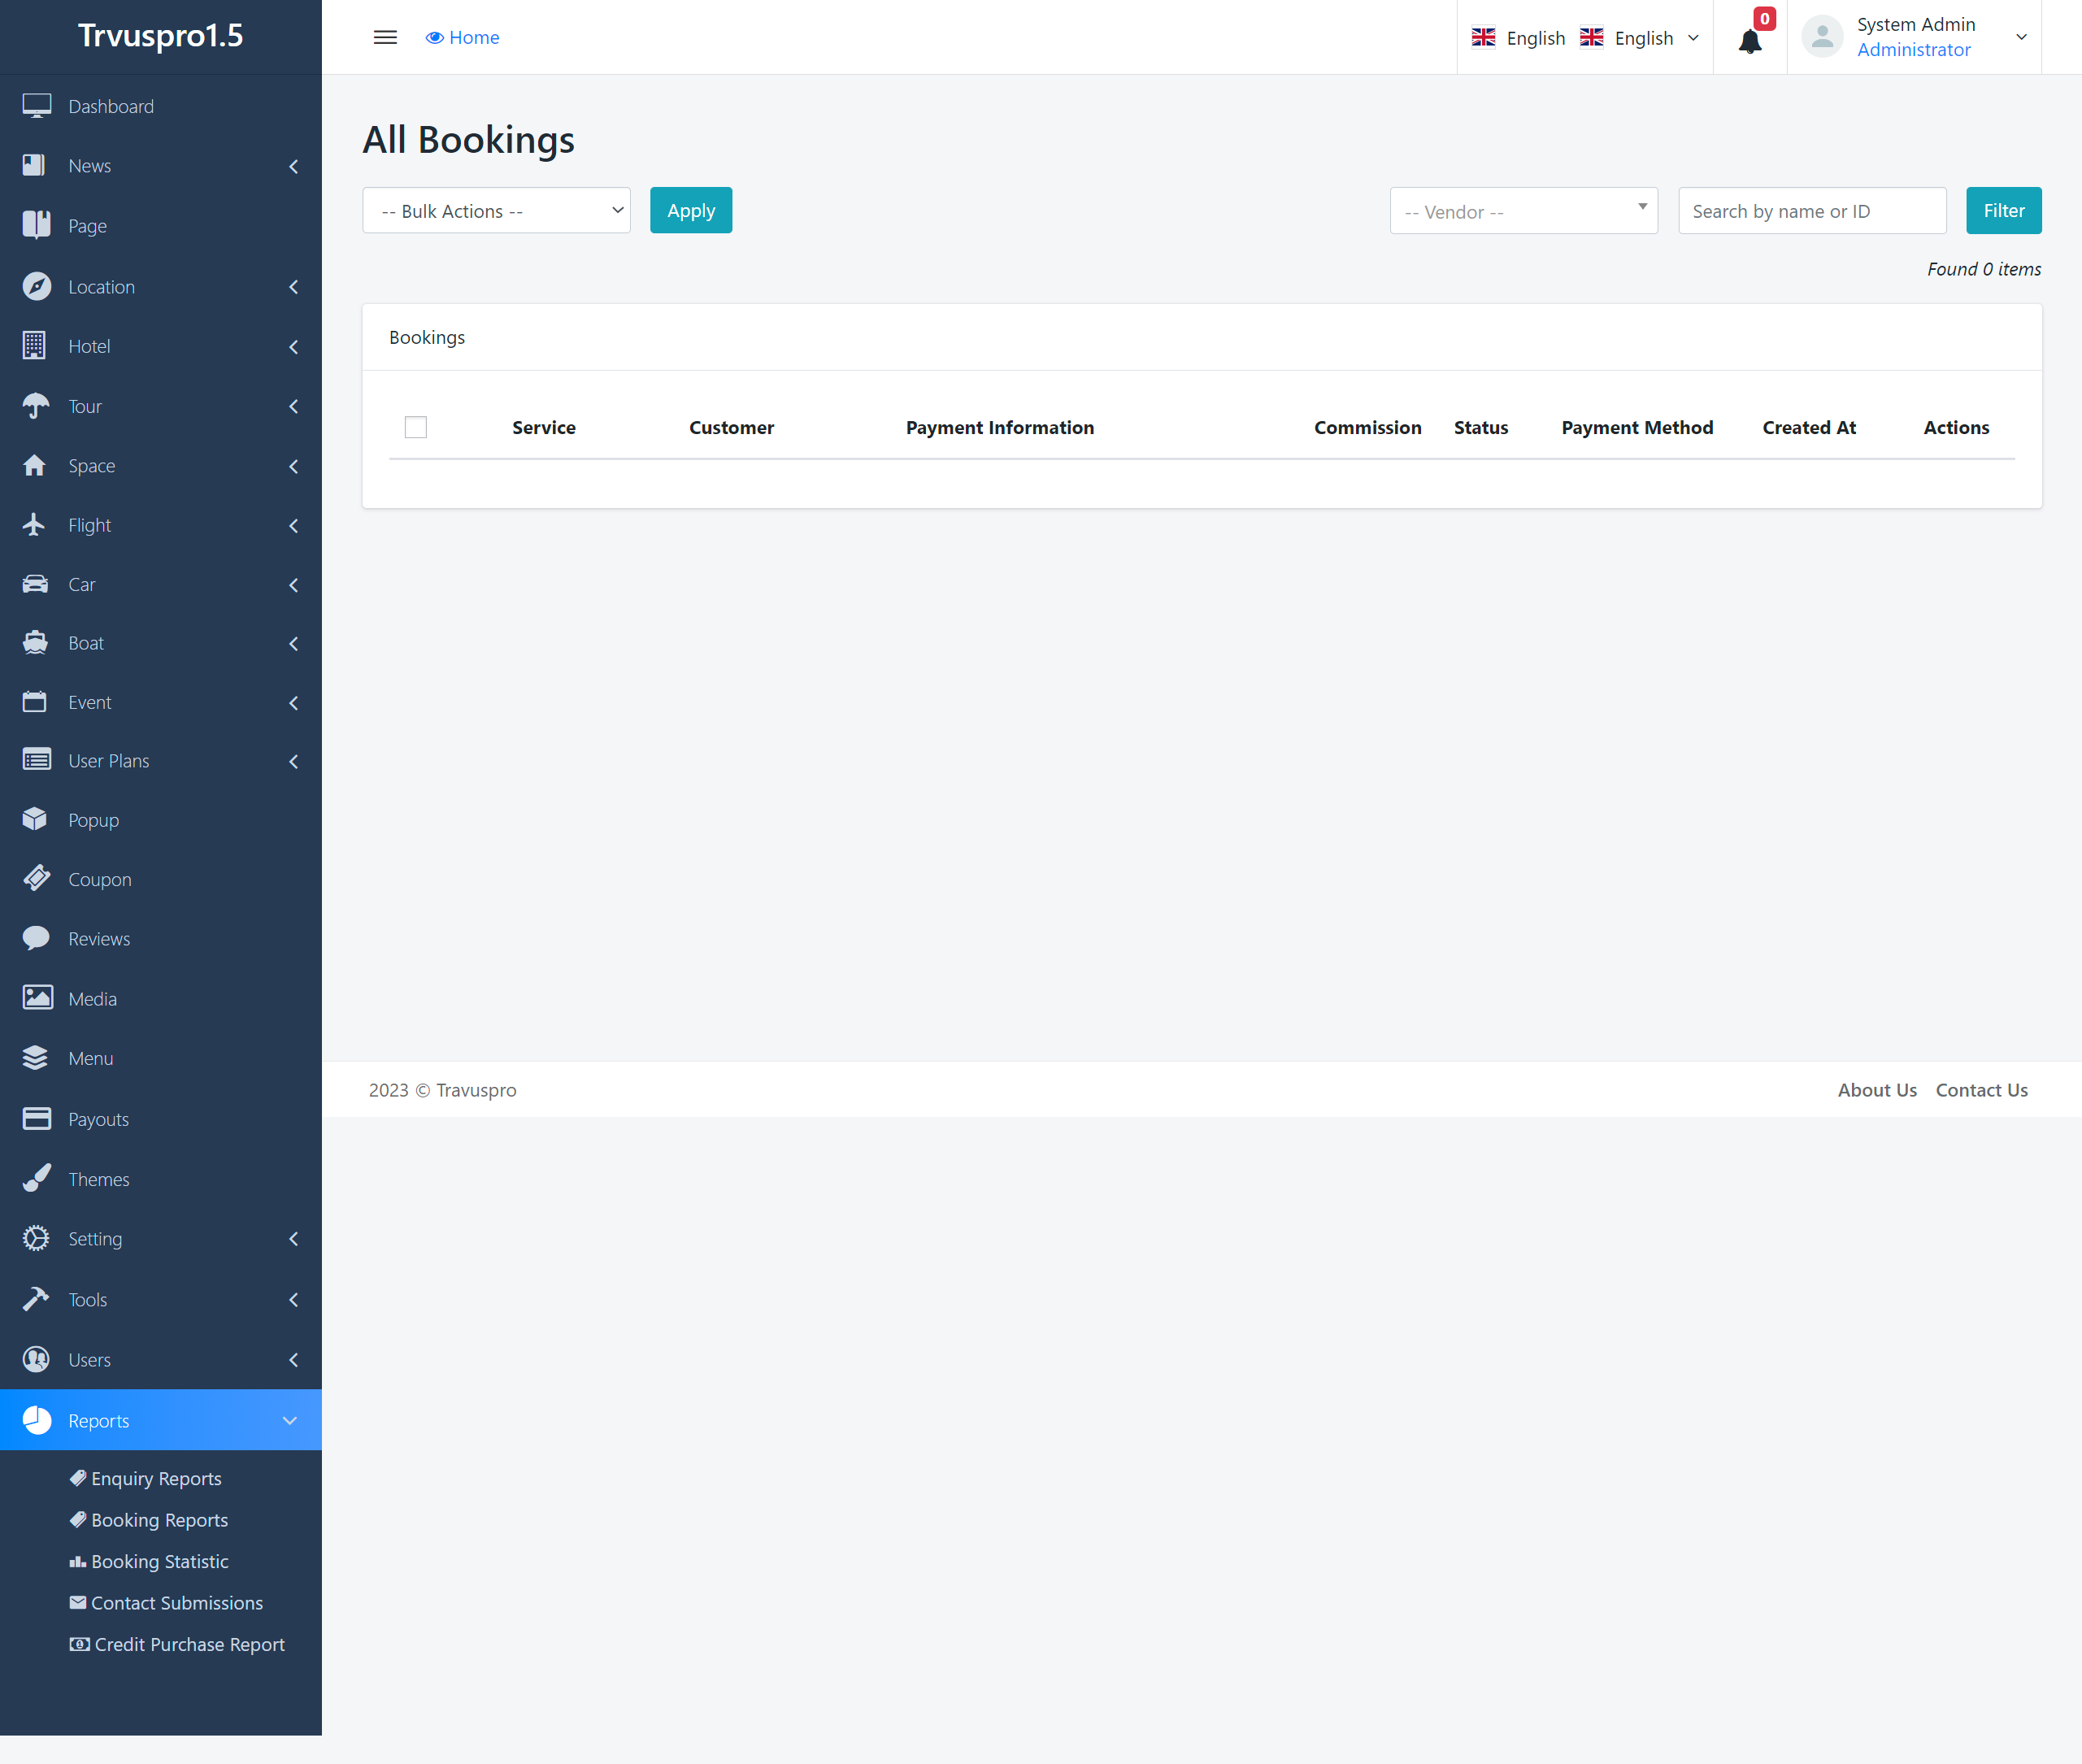 Trvuspro1.5
Home
English English
0
System Admin
Administrator
Dashboard
News
Page
Location
Hotel
Tour
Space
Flight
Car
Boat
Event
User Plans
Popup
Coupon
Reviews
Media
Menu
Payouts
Themes
Setting
Tools
Users
Reports
Enquiry Reports
Booking Reports
Booking Statistic
Contact Submissions
Credit Purchase Report
All Bookings
-- Bulk Actions -- Apply -- Vendor -- Search by name or ID Filter
Found 0 items
Bookings
Service Customer Payment Information Commission Status Payment Method Created At Actions
2023 © Travuspro About Us Contact Us